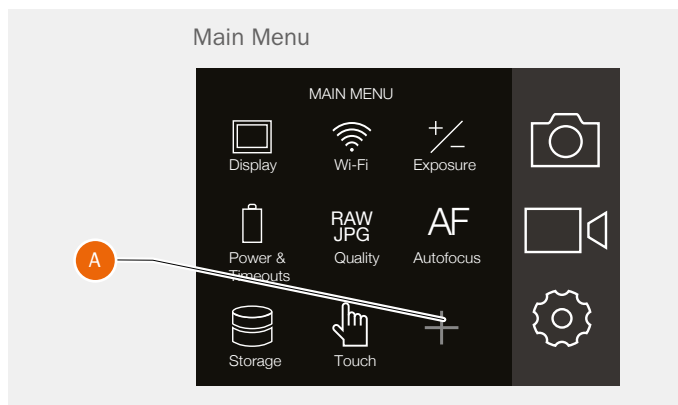 Main Menu
MAIN MENU
Display
Wi-Fi
Exposure
RAW
JPG
AF
Power &
Timeouts
Quality
Autofocus
A
Storage
Touch